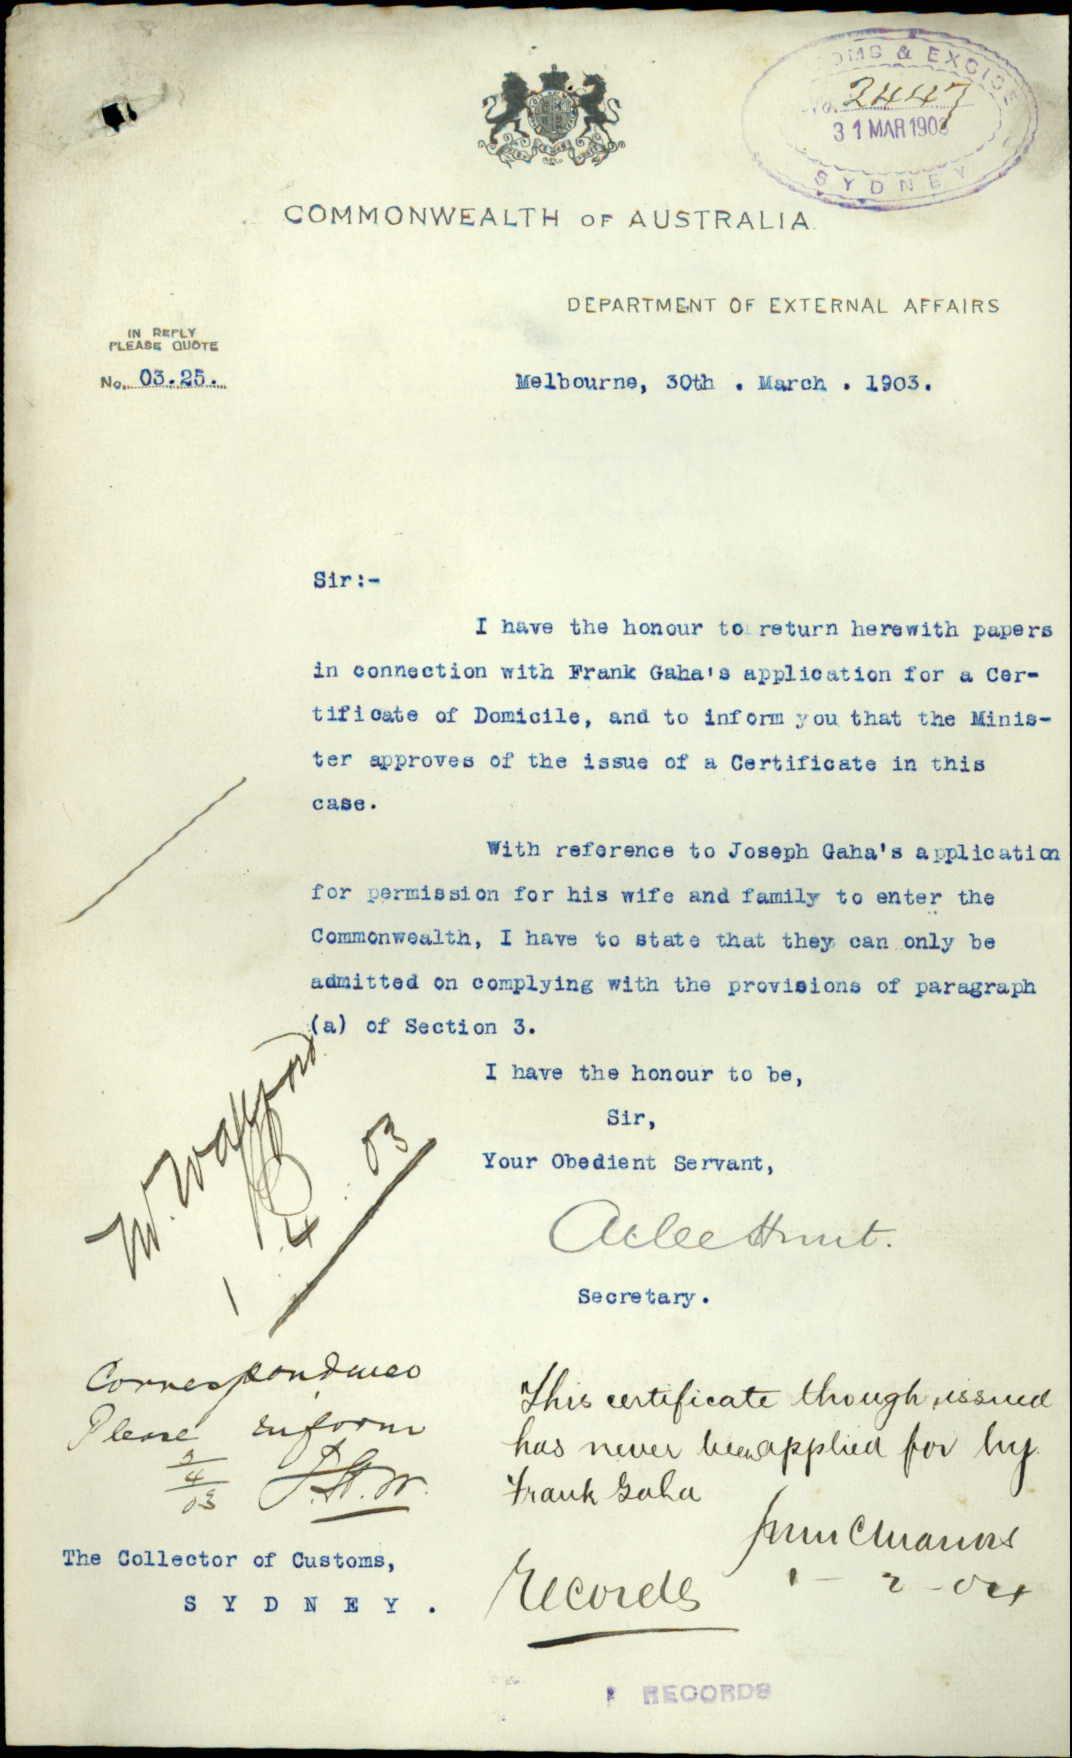 CUSTOMS & EXCISE
No. 2447
31 MAR 1903
SYDNEY
COMMONWEALTH OF AUSTRALIA.
DEPARTMENT OF EXTERNAL AFFAIRS
IN REPLY
PLEASE QUOTE
No. 03.25.
Melbourne, 30th . March . 1903.
Sir:-
I have the honour to return herewith papers
in connection with Frank Gaha's application for a Cer-
tificate of Domicile, and to inform you that the Minis-
ter approves of the issue of a Certificate in this
case.
With reference to Joseph Gaha's application
for permission for his wife and family to enter the
Commonwealth, I have to state that they can only be
admitted on complying with the provisions of paragraph
(a) of Section 3.
I have the honour to be,
Sir,
Your Obedient Servant,
Atlee Hunt.
Secretary.
1 4 03
Correspondence
Please inform
2/4/03
This certificate though issued
has never been applied for by
Frank Gaha
1-2-04
Records
The Collector of Customs,
SYDNEY.
RECORDS